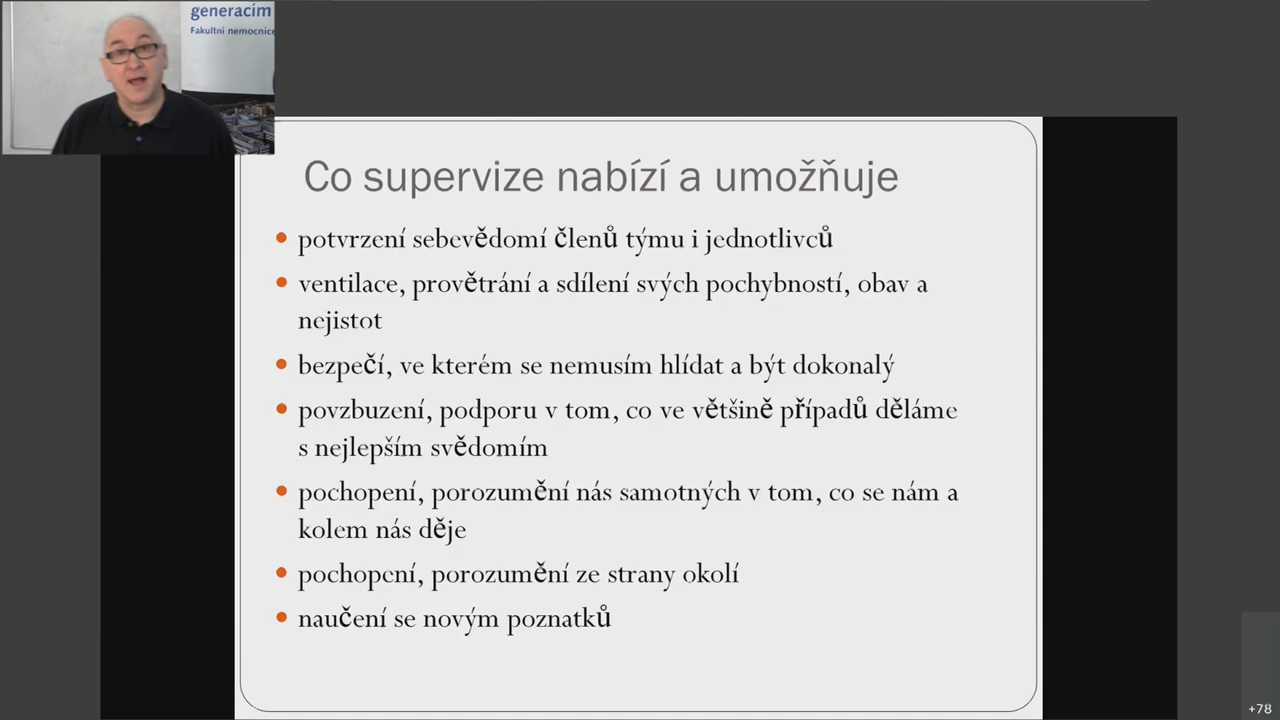 generacím
Fakultní nemocnice
Co supervize nabízí a umožňuje
• potvrzení sebevědomí členů týmu i jednotlivců
• ventilace, provětrání a sdílení svých pochybností, obav a
nejistot
• bezpečí, ve kterém se nemusím hlídat a být dokonalý
• povzbuzení, podporu v tom, co ve většině případů děláme
s nejlepším svědomím
• pochopení, porozumění nás samotných v tom, co se nám a
kolem nás děje
• pochopení, porozumění ze strany okolí
• naučení se novým poznatků
+78